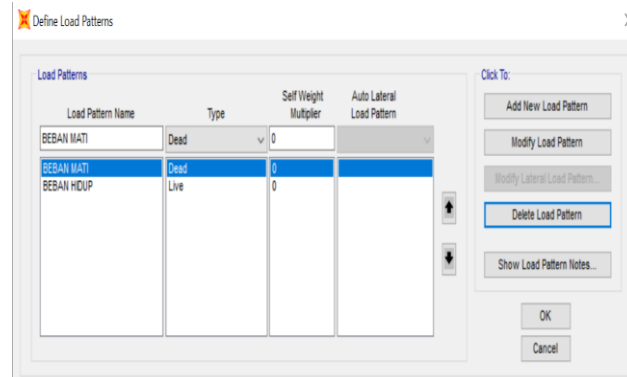 Define Load Patterns
Load Patterns
Click To:
Load Pattern Name
Type
Self Weight
Multiplier
Auto Lateral
Load Pattern
BEBAN MATI
Dead
0
BEBAN MATI
Dead
0
BEBAN HIDUP
Live
0
Add New Load Pattern
Modify Load Pattern
Modify Lateral Load Pattern...
Delete Load Pattern
Show Load Pattern Notes...
OK
Cancel